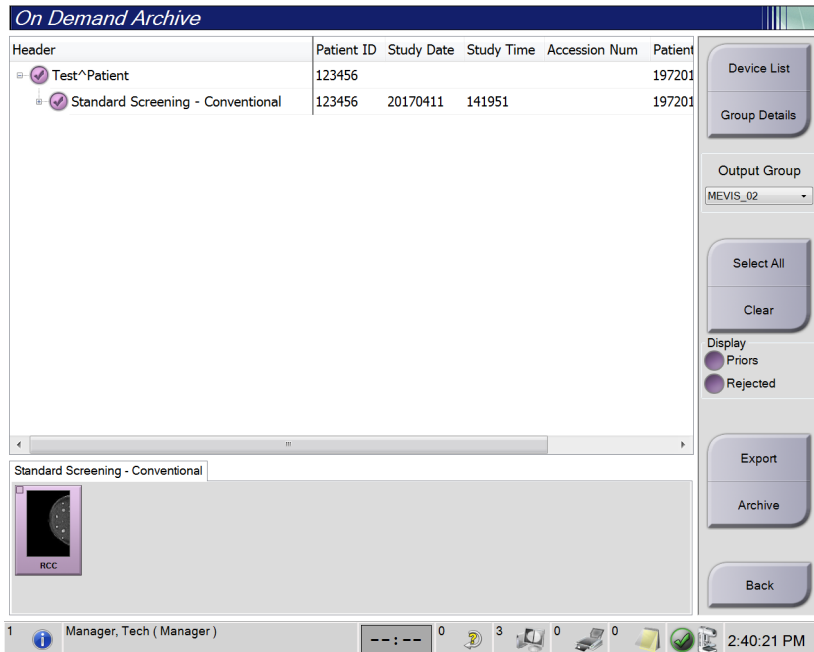 On Demand Archive
Header Patient ID Study Date Study Time Accession Num Patient
Test^Patient 123456 197201
Standard Screening - Conventional 123456 20170411 141951 197201
Device List
Group Details
Output Group
MEVIS_02
Select All
Clear
Display
Priors
Rejected
Export
Archive
Back
Standard Screening - Conventional
RCC
1 Manager, Tech ( Manager ) --:-- 0 3 0 0 2:40:21 PM